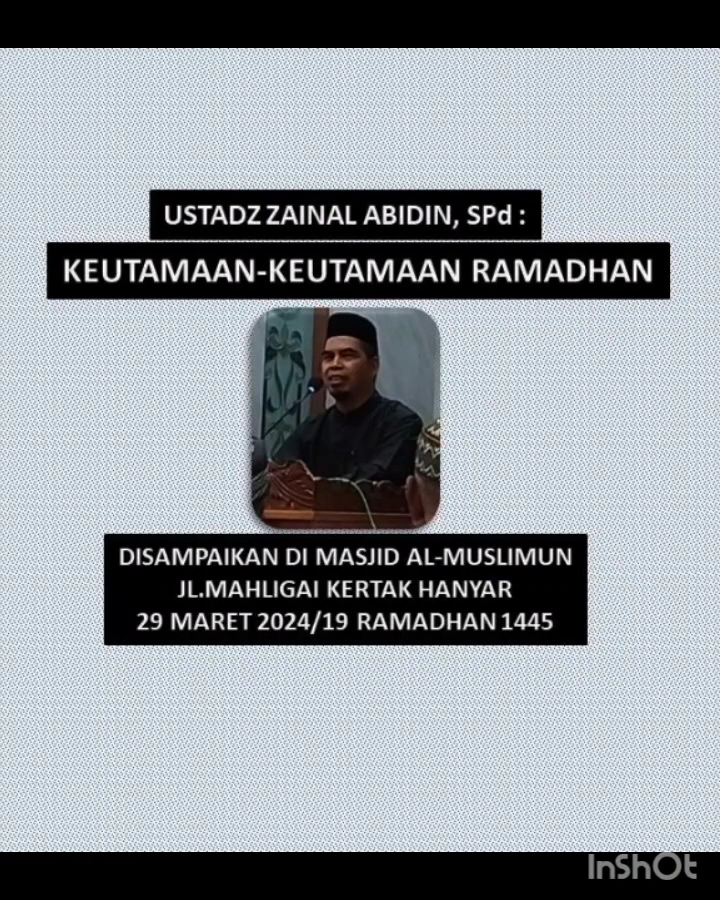 USTADZ ZAINAL ABIDIN, SPd :
KEUTAMAAN-KEUTAMAAN RAMADHAN
DISAMPAIKAN DI MASJID AL-MUSLIMUN
JL.MAHLIGAI KERTAK HANYAR
29 MARET 2024/19 RAMADHAN 1445
InShOt